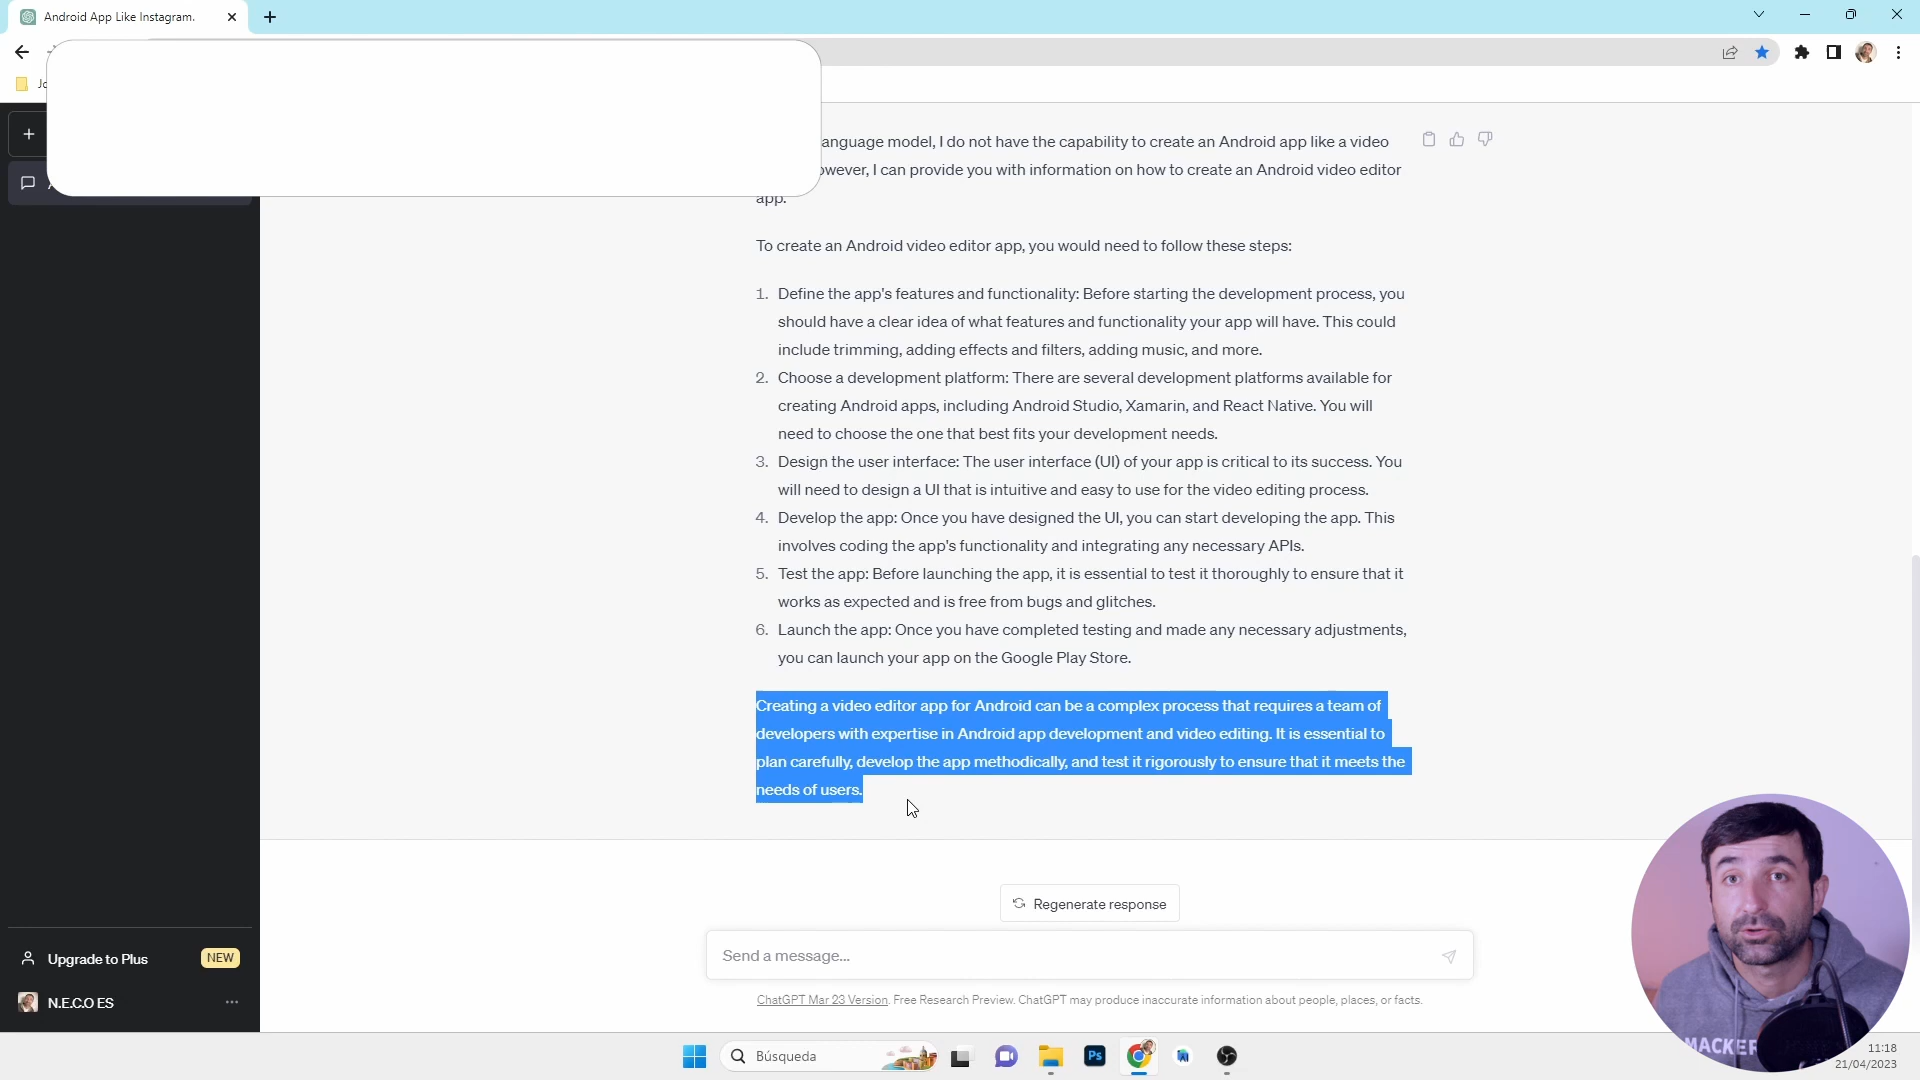 Android App Like Instagram.
anguage model, I do not have the capability to create an Android app like a video
owever, I can provide you with information on how to create an Android video editor
app.
To create an Android video editor app, you would need to follow these steps:
1. Define the app's features and functionality: Before starting the development process, you
should have a clear idea of what features and functionality your app will have. This could
include trimming, adding effects and filters, adding music, and more.
2. Choose a development platform: There are several development platforms available for
creating Android apps, including Android Studio, Xamarin, and React Native. You will
need to choose the one that best fits your development needs.
3. Design the user interface: The user interface (UI) of your app is critical to its success. You
will need to design a UI that is intuitive and easy to use for the video editing process.
4. Develop the app: Once you have designed the UI, you can start developing the app. This
involves coding the app's functionality and integrating any necessary APIs.
5. Test the app: Before launching the app, it is essential to test it thoroughly to ensure that it
works as expected and is free from bugs and glitches.
6. Launch the app: Once you have completed testing and made any necessary adjustments,
you can launch your app on the Google Play Store.
Creating a video editor app for Android can be a complex process that requires a team of
developers with expertise in Android app development and video editing. It is essential to
plan carefully, develop the app methodically, and test it rigorously to ensure that it meets the
needs of users.
Regenerate response
Send a message...
ChatGPT Mar 23 Version. Free Research Preview. ChatGPT may produce inaccurate information about people, places, or facts.
Upgrade to Plus NEW
N.E.C.O ES
Búsqueda
Ps
11:18
21/04/2023